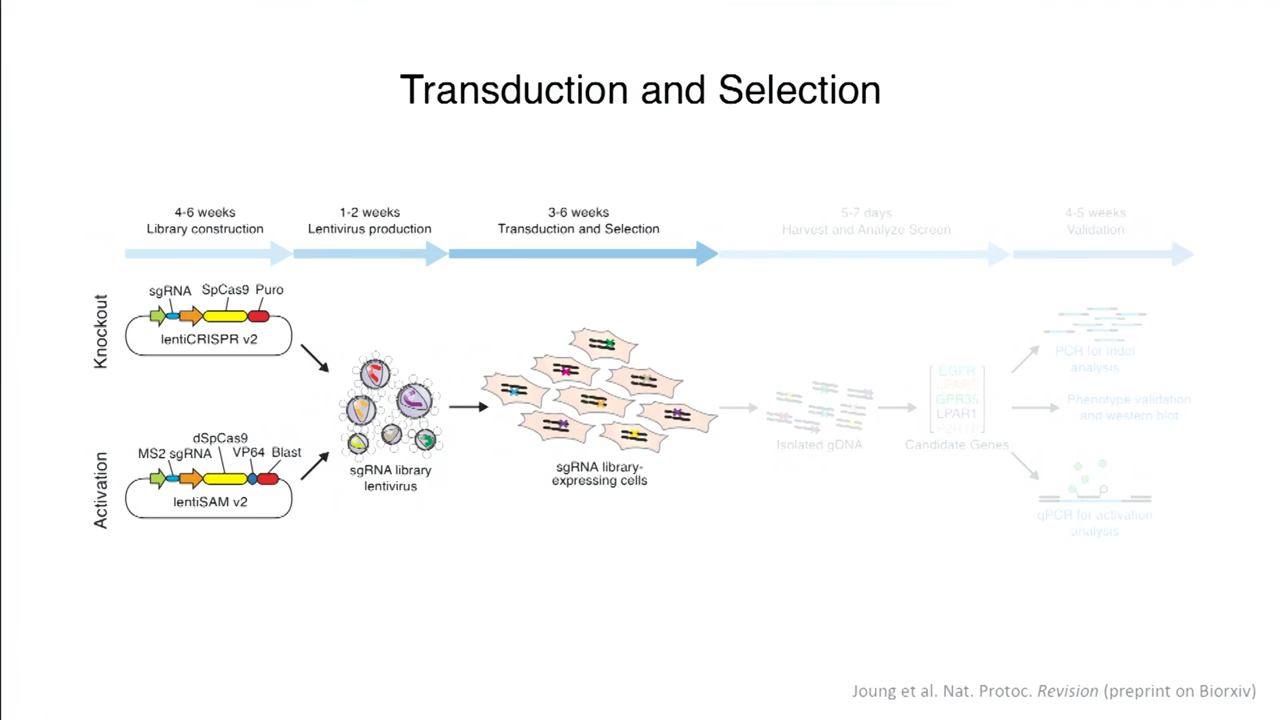 Transduction and Selection
4-6 weeks
Library construction
1-2 weeks
Lentivirus production
3-6 weeks
Transduction and Selection
5-7 days
Harvest and Analyze Screen
4-5 weeks
Validation
Knockout
sgRNA SpCas9 Puro
lentiCRISPR v2
Activation
dSpCas9
MS2 sgRNA VP64 Blast
lentiSAM v2
sgRNA library
lentivirus
sgRNA library-
expressing cells
Isolated gDNA
EGFR
GPR35
LPAR1
Candidate Genes
PCR for indel
analysis
Phenotype validation
and western blot
qPCR for activation
analysis
Joung et al. Nat. Protoc. Revision (preprint on Biorxiv)